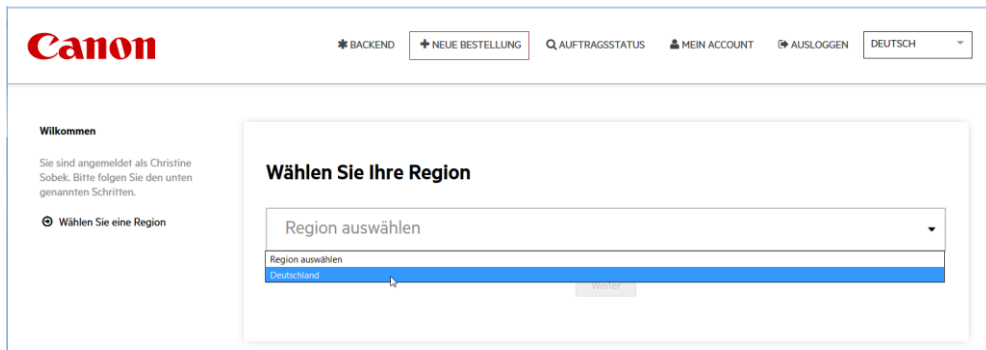 Canon
BACKEND
NEUE BESTELLUNG
AUFTRAGSSTATUS
MEIN ACCOUNT
AUSLOGGEN
DEUTSCH
Wilkommen
Sie sind angemeldet als Christine
Sobek. Bitte folgen Sie den unten
genannten Schritten.
Wählen Sie eine Region
Wählen Sie Ihre Region
Region auswählen
Region auswählen
Deutschland
Weiter